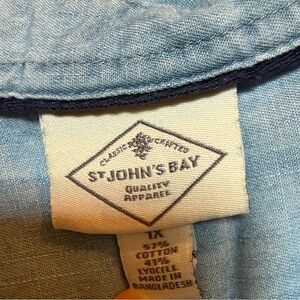 CLASSIC CRAFTED
ST JOHN'S BAY
QUALITY
APPAREL
1X
57%
COTTON
43%
LYOCELL
MADE IN
BANGLADESH